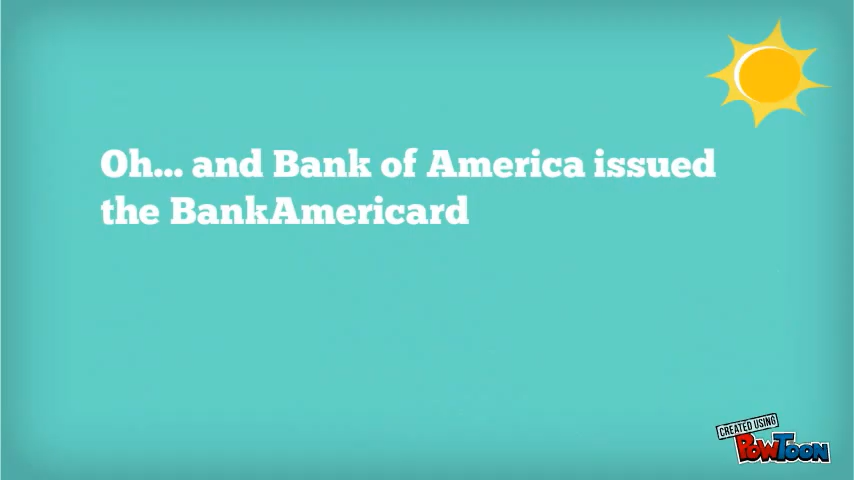 Oh... and Bank of America issued
the BankAmericard
CREATED USING
POWTOON